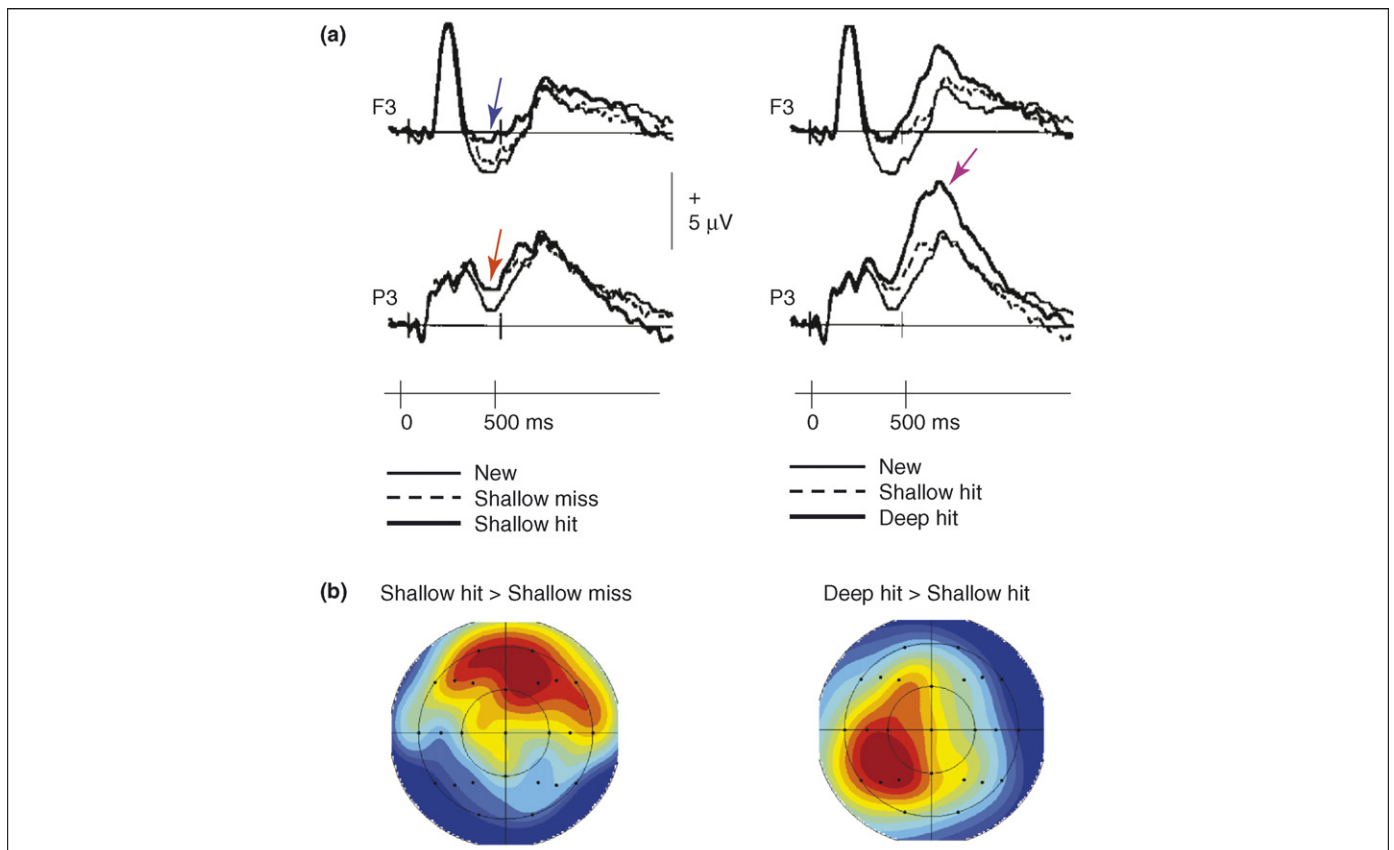 (a)
F3
F3
+
5 µV
P3
P3
0 500 ms
0 500 ms
New
Shallow miss
Shallow hit
New
Shallow hit
Deep hit
(b) Shallow hit > Shallow miss
Deep hit > Shallow hit